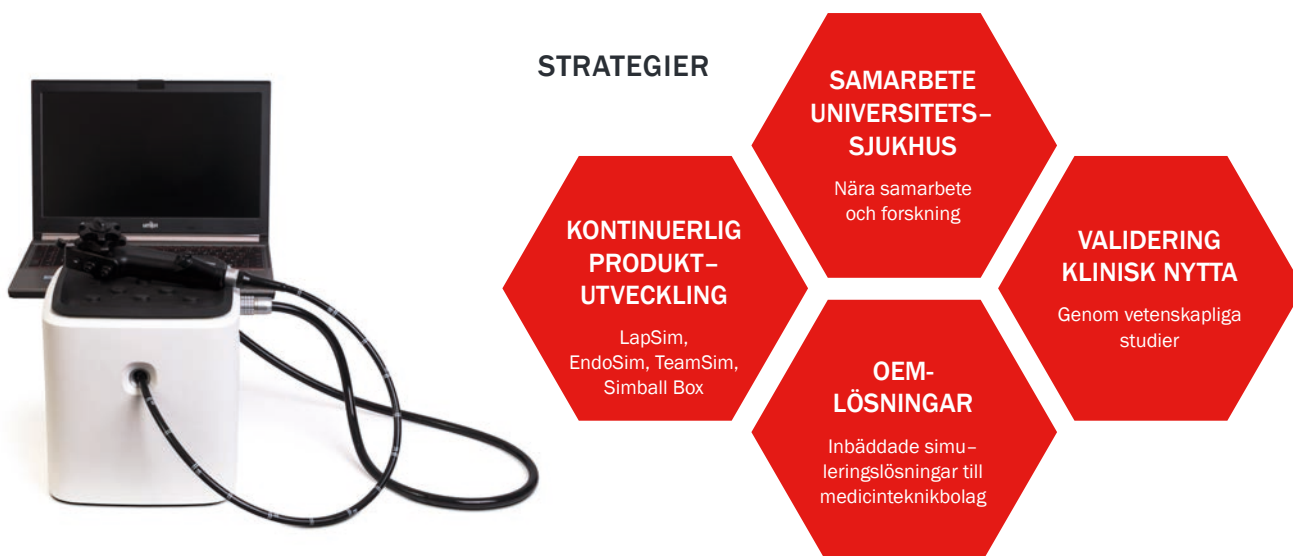 STRATEGIER
SAMARBETE
UNIVERSITETS–
SJUKHUS
Nära samarbete
och forskning
KONTINUERLIG
PRODUKT–
UTVECKLING
LapSim,
EndoSim, TeamSim,
Simball Box
VALIDERING
KLINISK NYTTA
Genom vetenskapliga
studier
OEM-
LÖSNINGAR
Inbäddade simu–
leringslösningar till
medicinteknikbolag